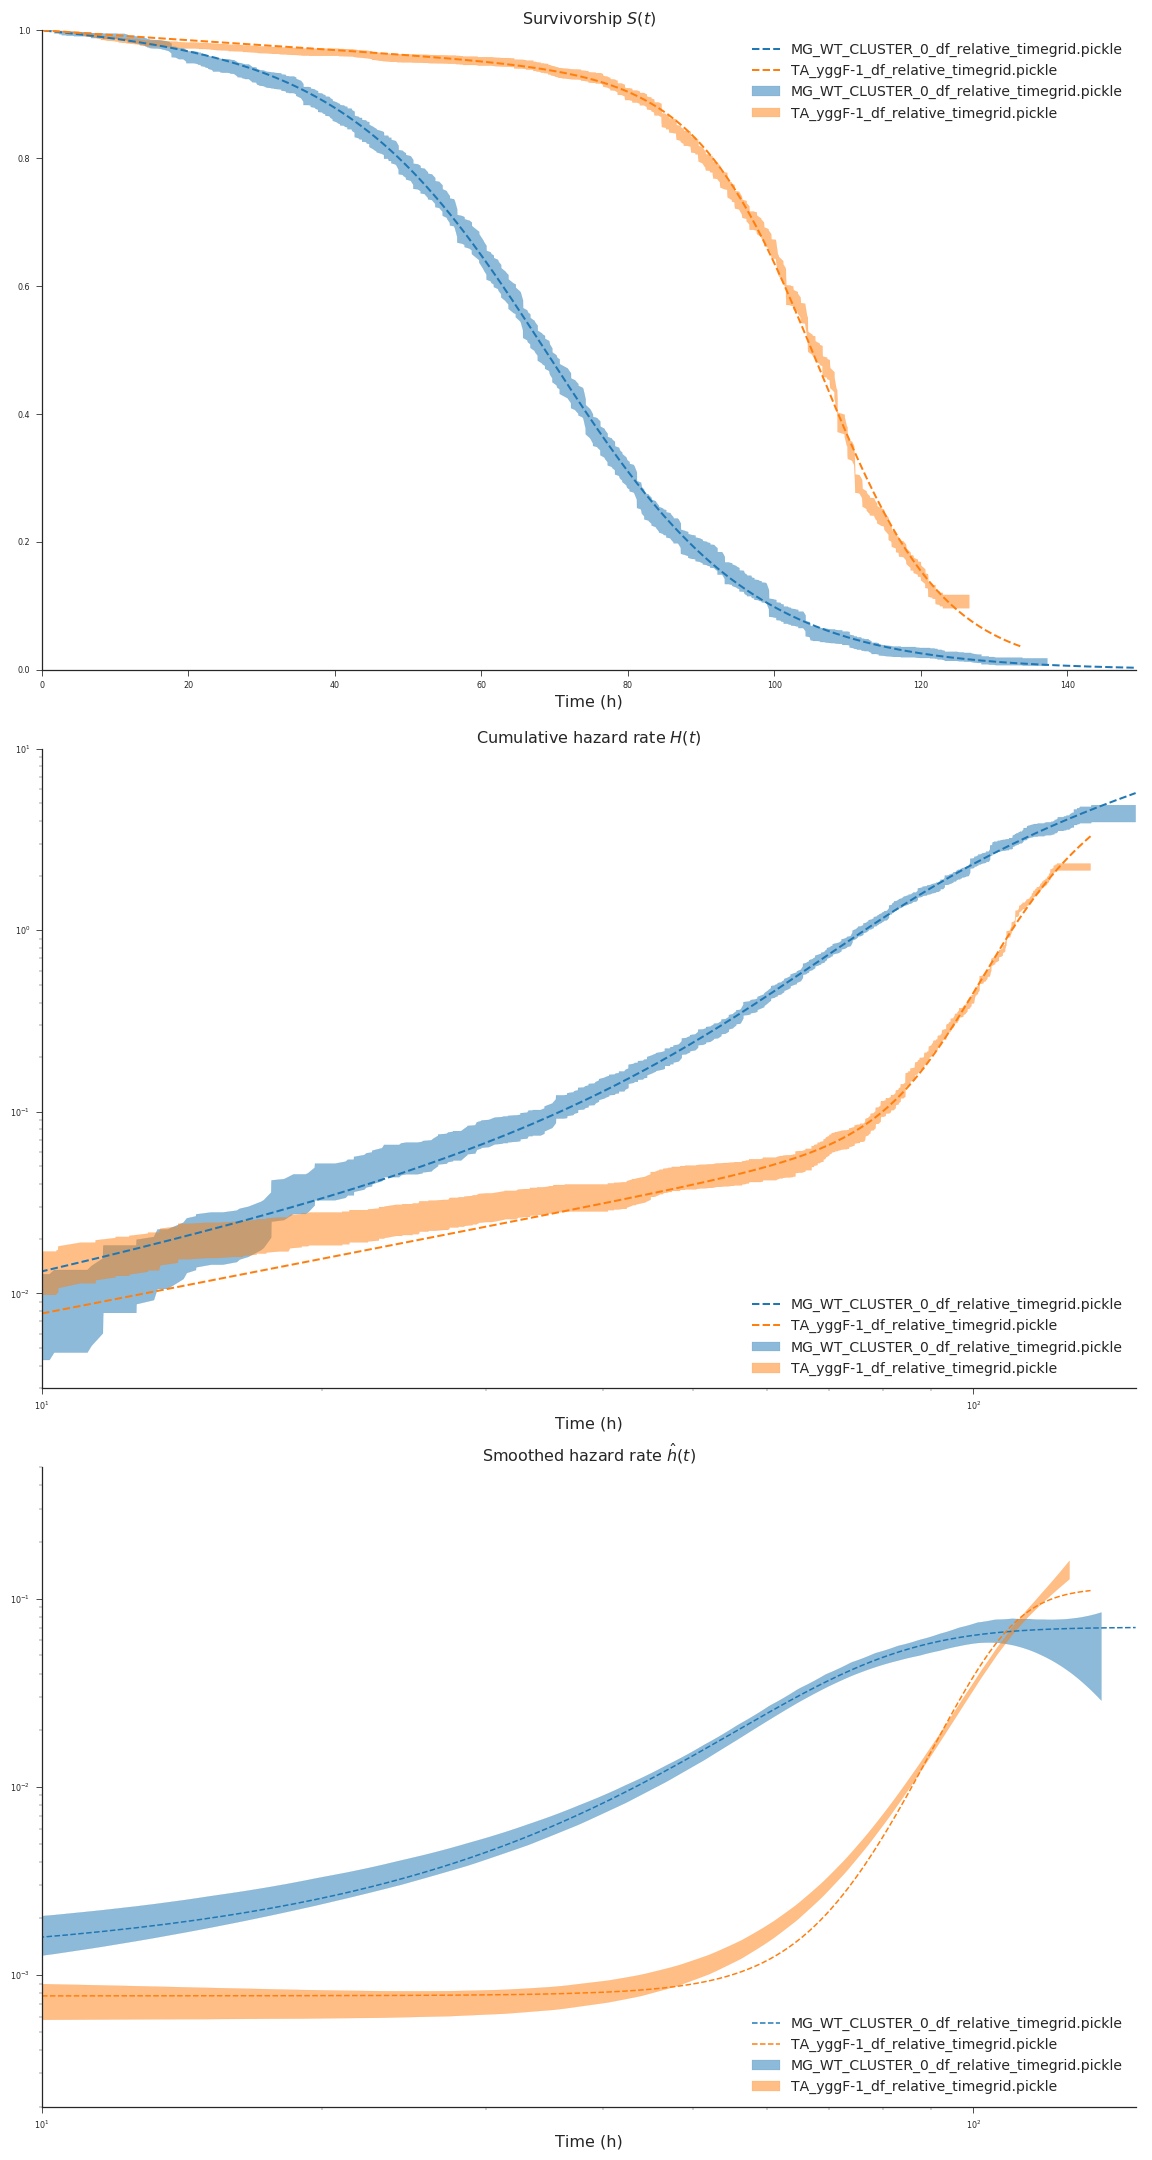 Survivorship S(t)
1.0
0.8
0.6
0.4
0.2
0.0
MG_WT_CLUSTER_0_df_relative_timegrid.pickle
TA_yggF-1_df_relative_timegrid.pickle
MG_WT_CLUSTER_0_df_relative_timegrid.pickle
TA_yggF-1_df_relative_timegrid.pickle
0 20 40 60 80 100 120 140
Time (h)
Cumulative hazard rate H(t)
10¹
10⁰
10⁻¹
10⁻²
MG_WT_CLUSTER_0_df_relative_timegrid.pickle
TA_yggF-1_df_relative_timegrid.pickle
MG_WT_CLUSTER_0_df_relative_timegrid.pickle
TA_yggF-1_df_relative_timegrid.pickle
10¹ 10²
Time (h)
Smoothed hazard rate ĥ(t)
10⁻¹
10⁻²
10⁻³
MG_WT_CLUSTER_0_df_relative_timegrid.pickle
TA_yggF-1_df_relative_timegrid.pickle
MG_WT_CLUSTER_0_df_relative_timegrid.pickle
TA_yggF-1_df_relative_timegrid.pickle
10¹ 10²
Time (h)